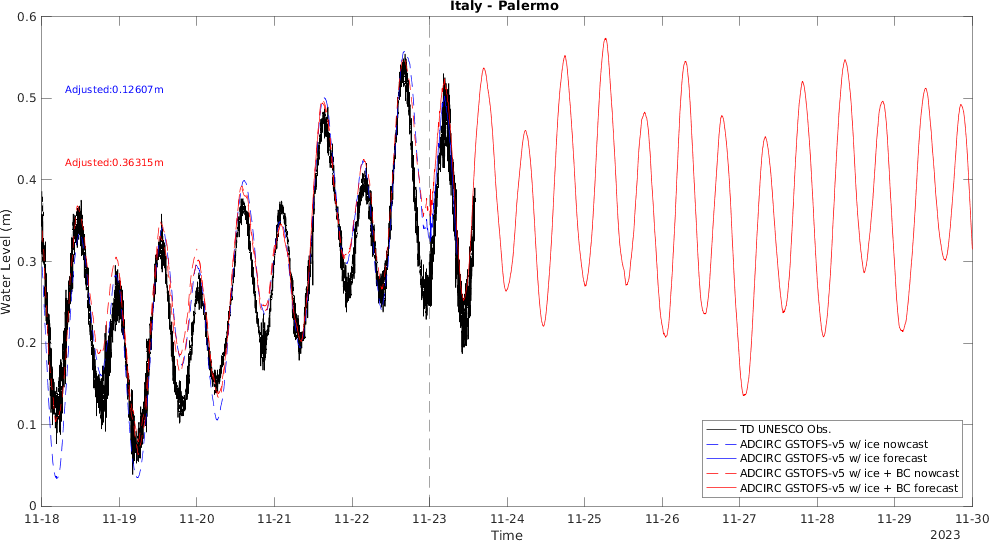 Italy - Palermo
0.6
0.5
0.4
0.3
0.2
0.1
0
Water Level (m)
Adjusted:0.12607m
Adjusted:0.36315m
TD UNESCO Obs.
ADCIRC GSTOFS-v5 w/ ice nowcast
ADCIRC GSTOFS-v5 w/ ice forecast
ADCIRC GSTOFS-v5 w/ ice + BC nowcast
ADCIRC GSTOFS-v5 w/ ice + BC forecast
11-18 11-19 11-20 11-21 11-22 11-23 11-24 11-25 11-26 11-27 11-28 11-29 11-30
Time
2023